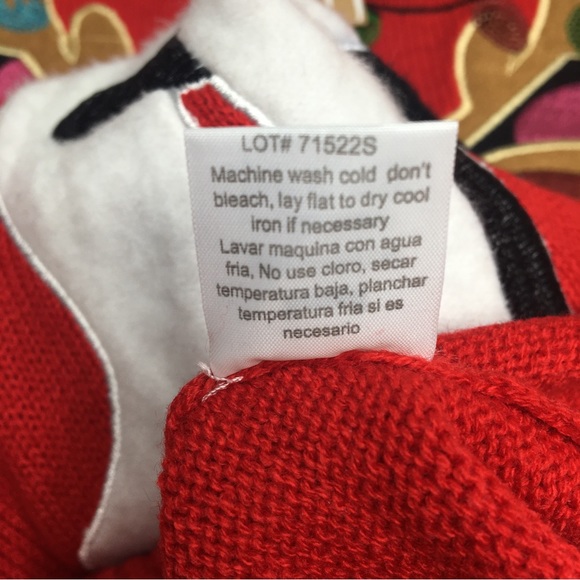 LOT# 71522S
Machine wash cold don't
bleach, lay flat to dry cool
iron if necessary
Lavar maquina con agua
fria, No use cloro, secar
temperatura baja, planchar
temperatura fria si es
necesario